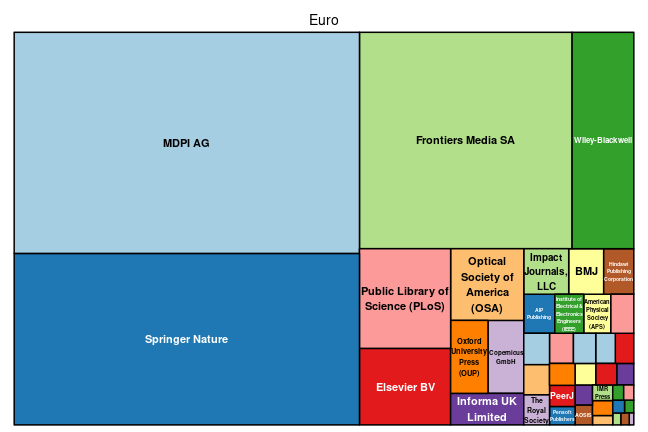 Euro
MDPI AG
Frontiers Media SA
Wiley-Blackwell
Springer Nature
Public Library of
Science (PLoS)
Elsevier BV
Optical
Society of
America
(OSA)
Oxford
University
Press
(OUP)
Copernicus
GmbH
Informa UK
Limited
Impact
Journals,
LLC
BMJ
Hindawi
Publishing
Corporation
AIP
Publishing
Institute of
Electrical &
Electronics
Engineers
(IEEE)
American
Physical
Society
(APS)
The
Royal
Society
PeerJ
Pensoft
Publishers
AOSIS
JMIR
Press